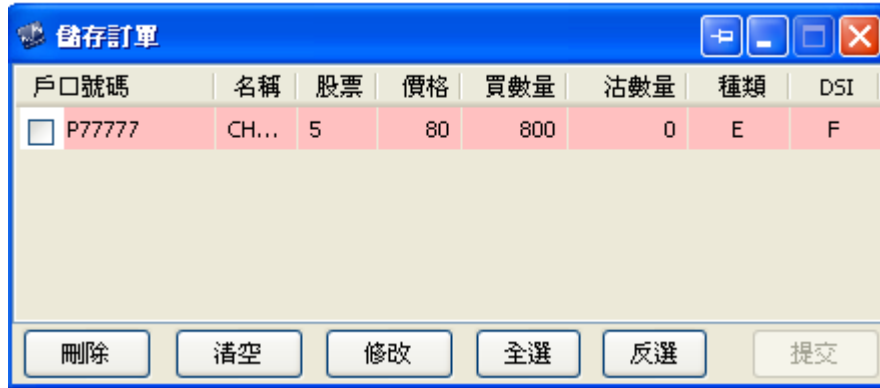 儲存訂單
戶口號碼 名稱 股票 價格 買數量 沽數量 種類 DSI
P77777 CH... 5 80 800 0 E F
刪除 清空 修改 全選 反選 提交